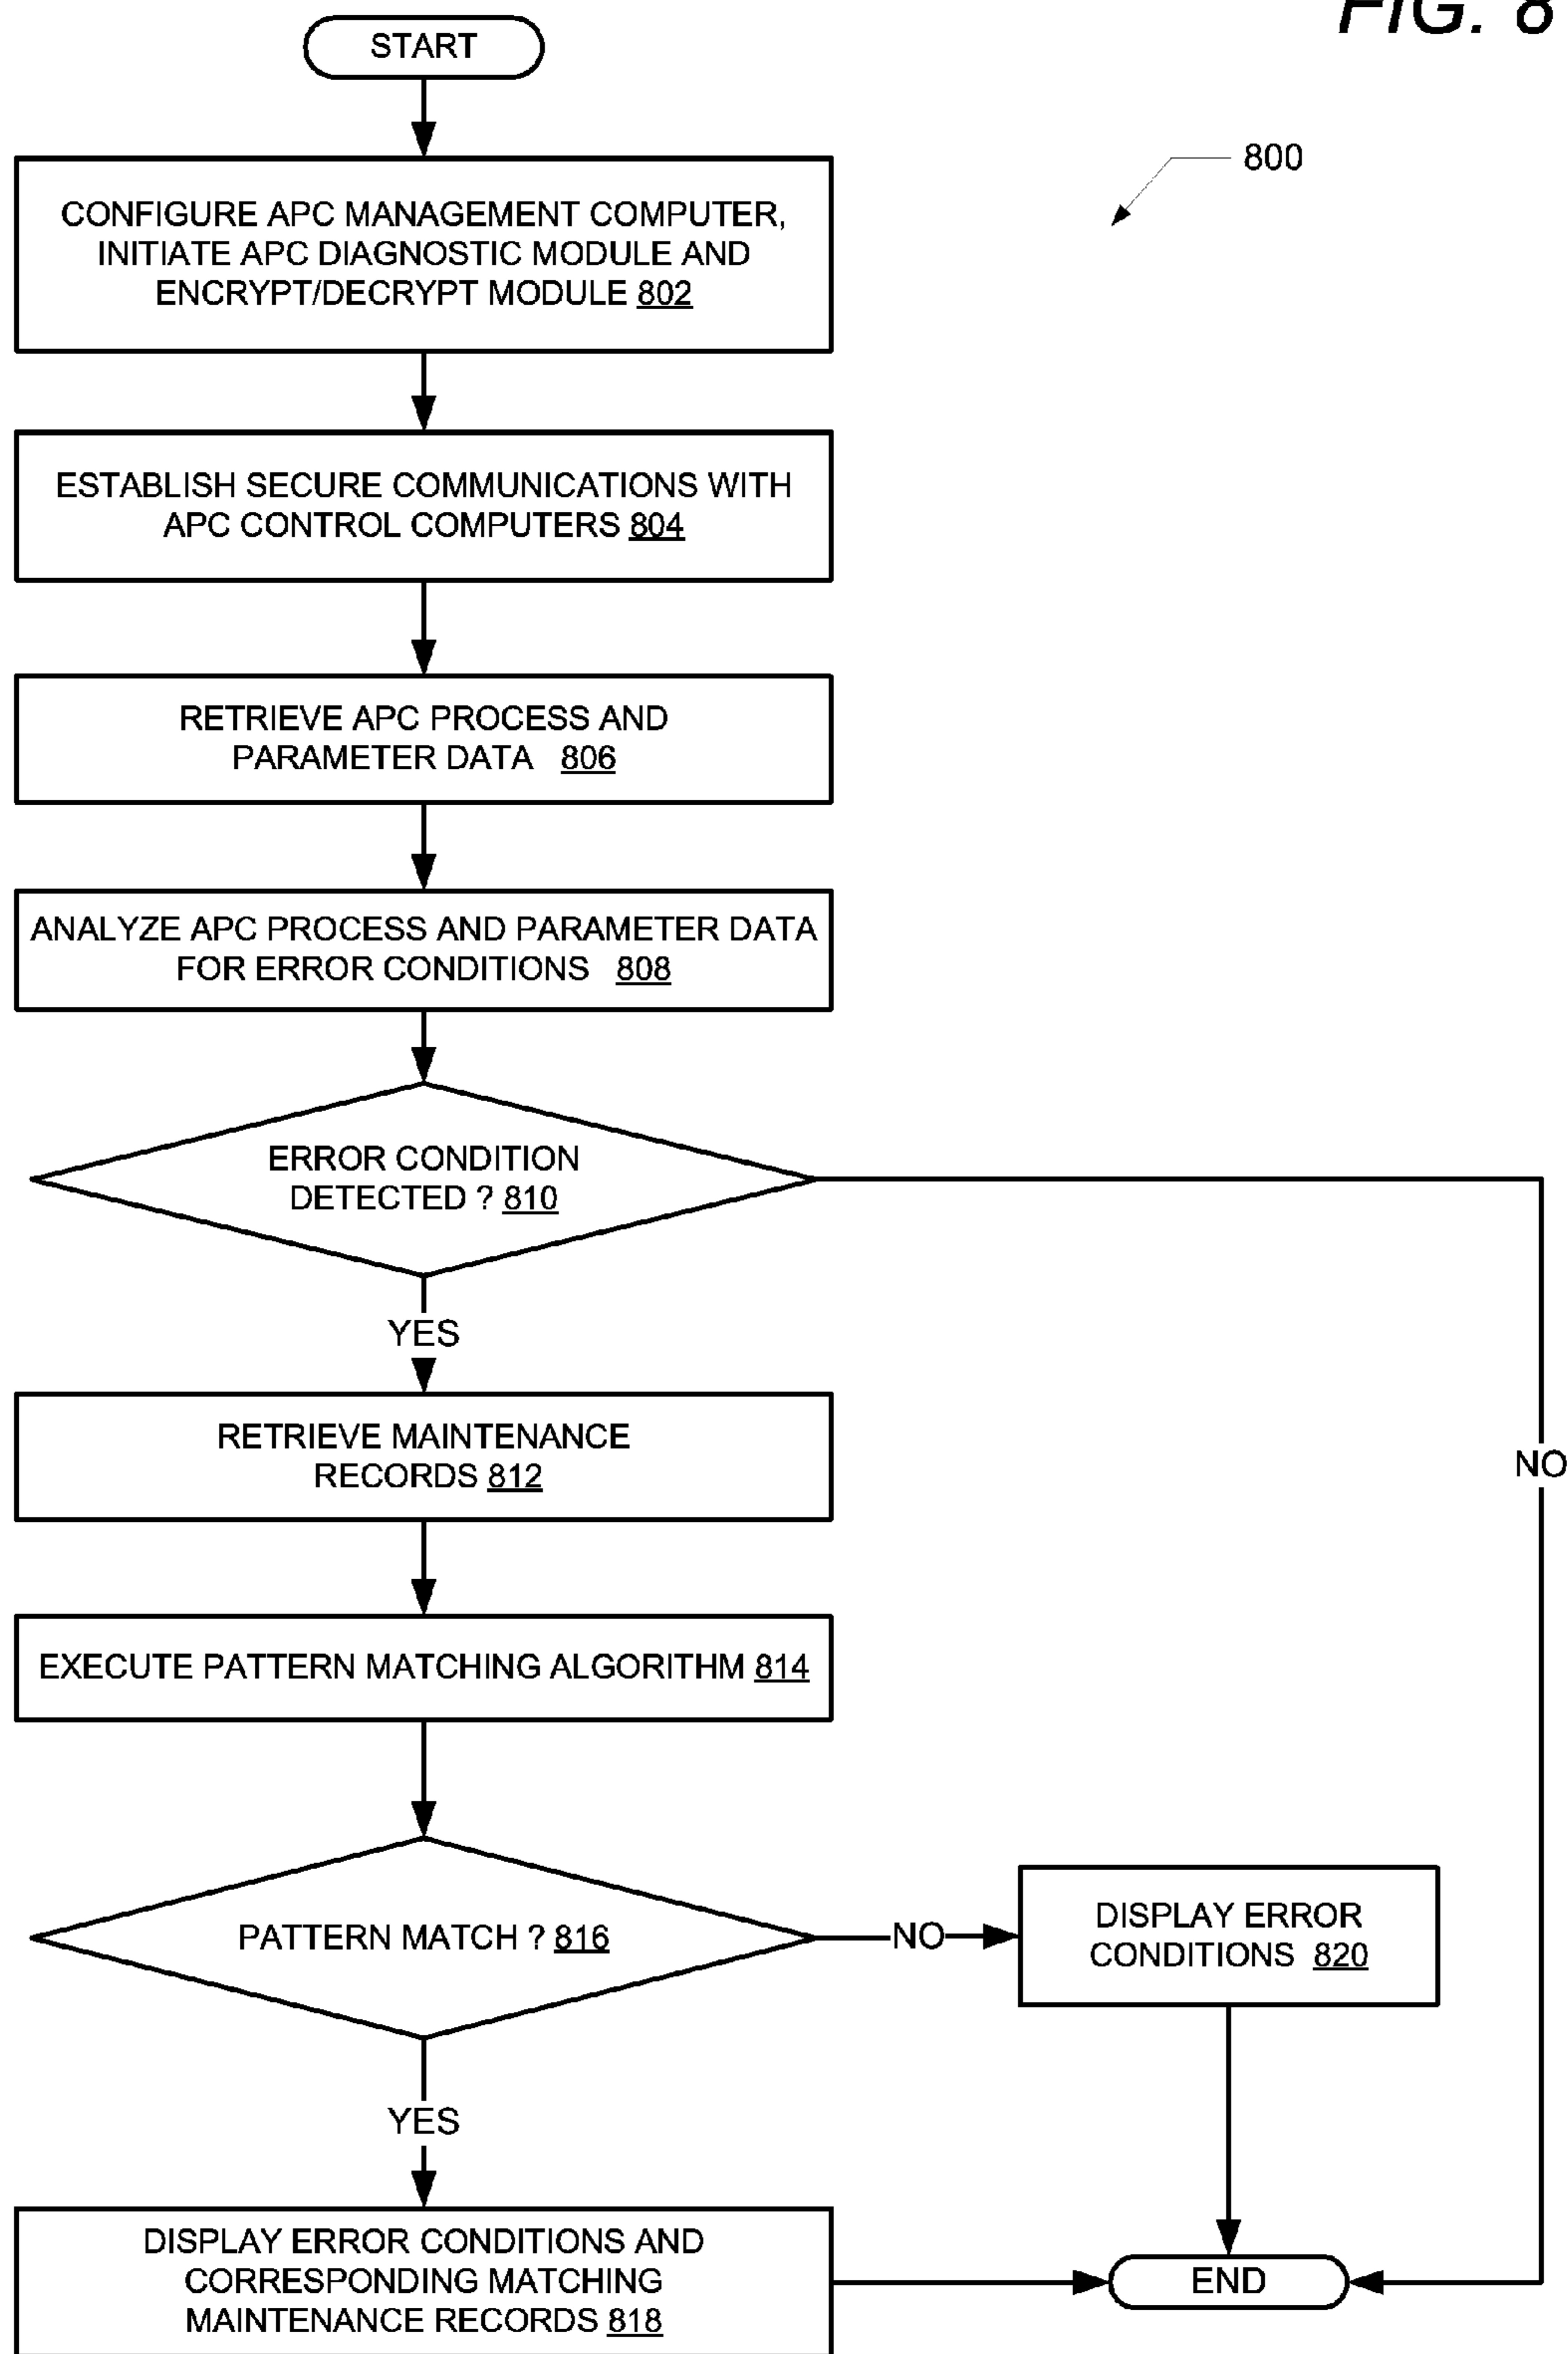 FIG. 8
START
800
CONFIGURE APC MANAGEMENT COMPUTER,
INITIATE APC DIAGNOSTIC MODULE AND
ENCRYPT/DECRYPT MODULE 802
ESTABLISH SECURE COMMUNICATIONS WITH
APC CONTROL COMPUTERS 804
RETRIEVE APC PROCESS AND
PARAMETER DATA 806
ANALYZE APC PROCESS AND PARAMETER DATA
FOR ERROR CONDITIONS 808
ERROR CONDITION
DETECTED ? 810
YES
NO
RETRIEVE MAINTENANCE
RECORDS 812
EXECUTE PATTERN MATCHING ALGORITHM 814
PATTERN MATCH ? 816
NO
DISPLAY ERROR
CONDITIONS 820
YES
DISPLAY ERROR CONDITIONS AND
CORRESPONDING MATCHING
MAINTENANCE RECORDS 818
END